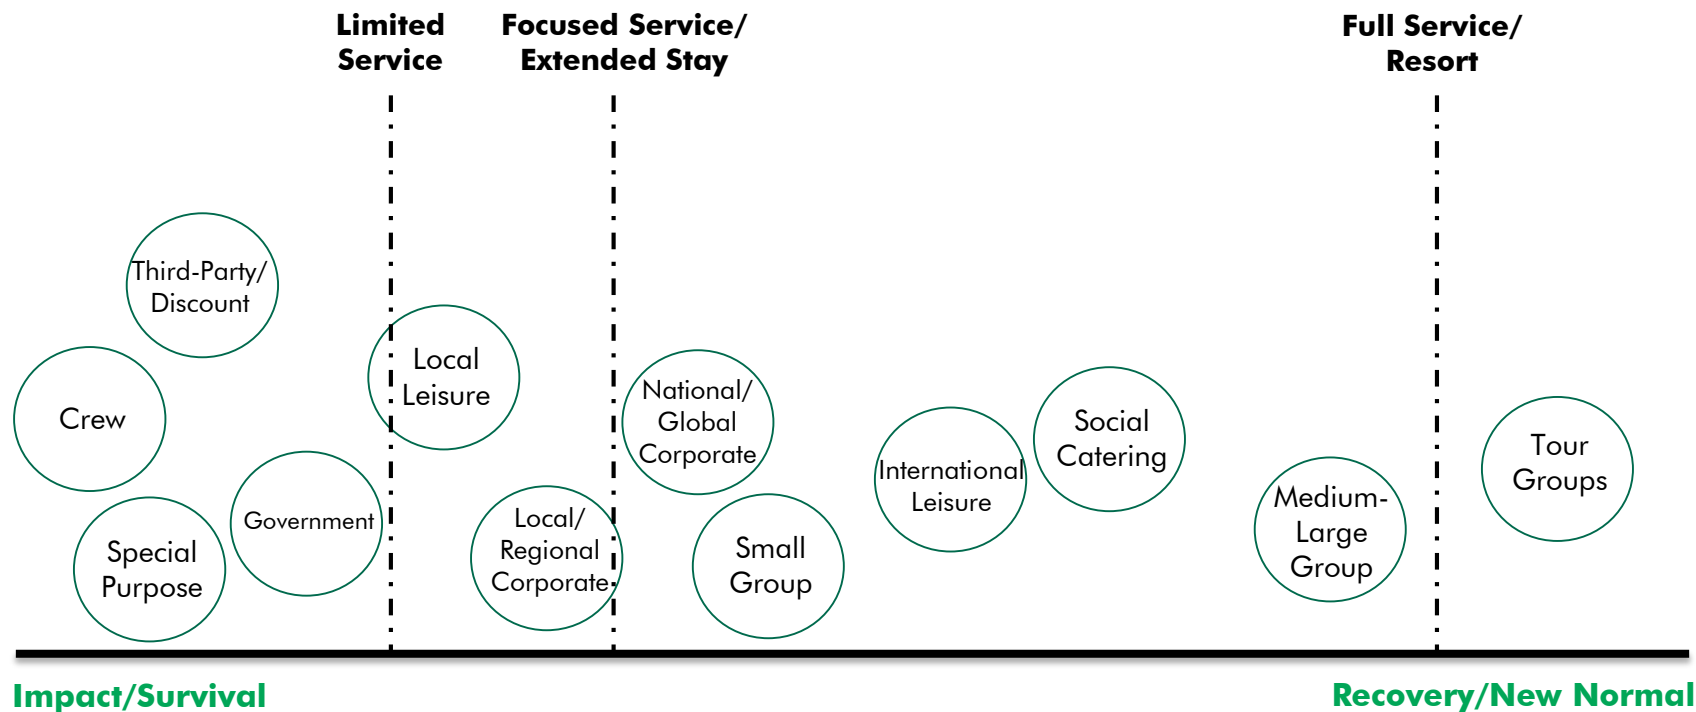 Limited
Service
Focused Service/
Extended Stay
Full Service/
Resort
Third-Party/
Discount
Crew
Special
Purpose
Government
Local
Leisure
Local/
Regional
Corporate
National/
Global
Corporate
Small
Group
International
Leisure
Social
Catering
Medium-
Large
Group
Tour
Groups
Impact/Survival
Recovery/New Normal